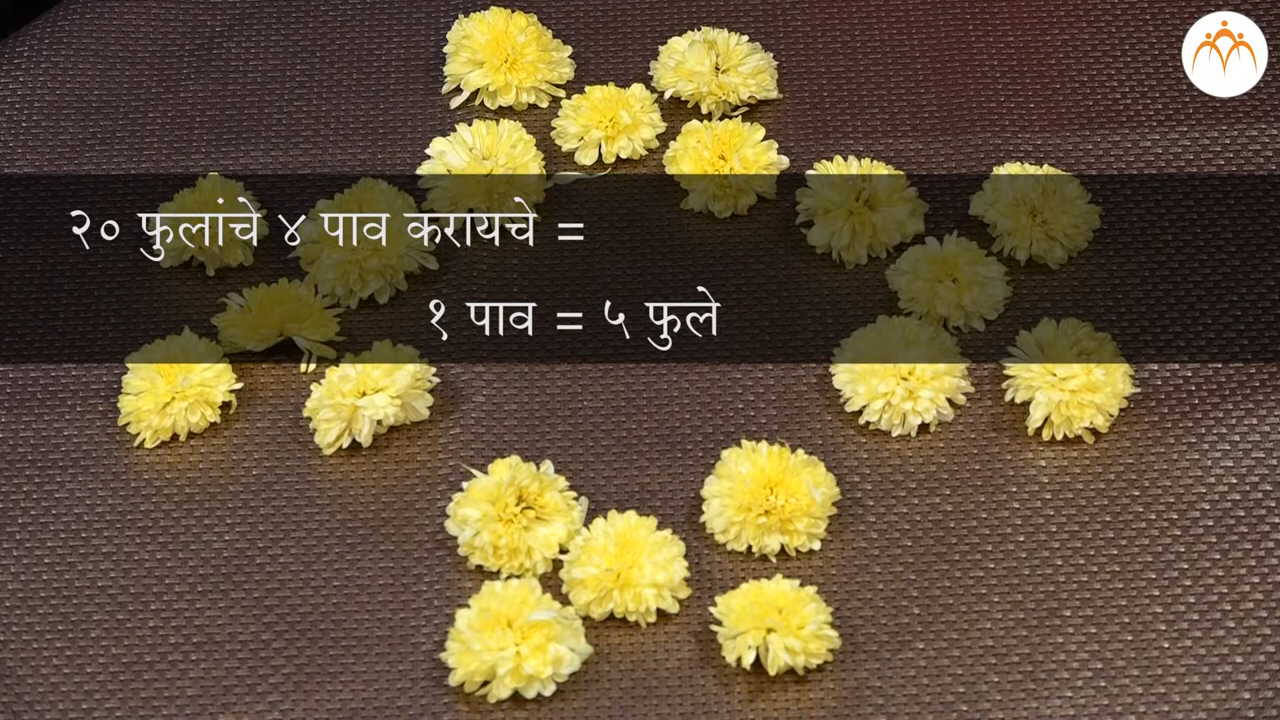 २० फुलांचे ४ पाव करायचे =
१ पाव = ५ फुले